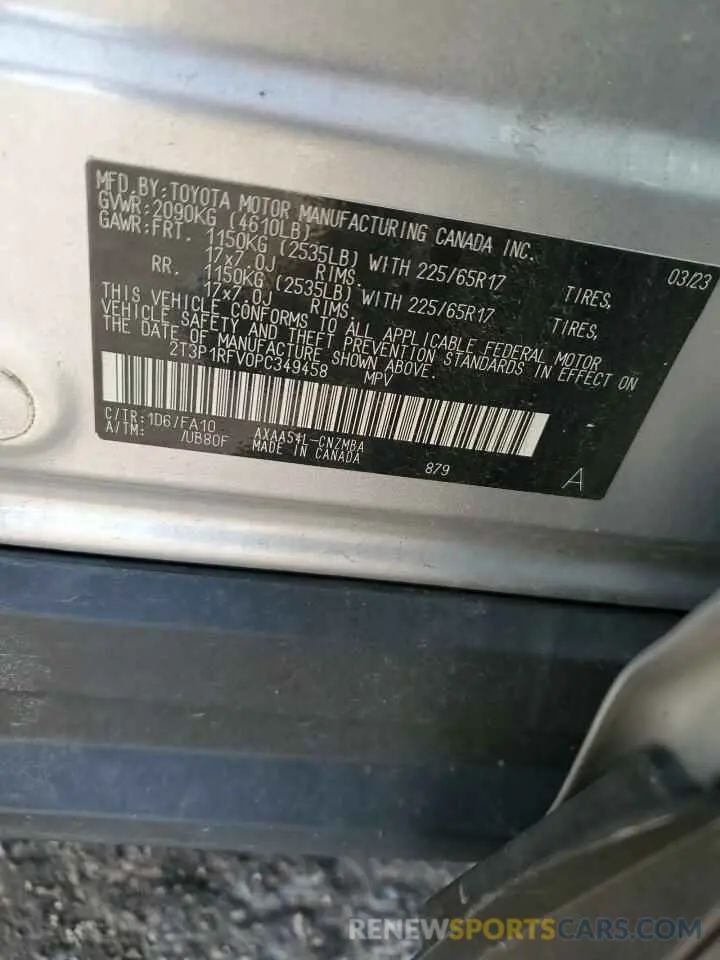 MFD.BY:TOYOTA MOTOR MANUFACTURING CANADA INC.
GVWR:2090KG (4610LB) 03/23
GAWR:FRT. 1150KG (2535LB) WITH 225/65R17 TIRES,
17x7.0J RIMS.
RR. 1150KG (2535LB) WITH 225/65R17 TIRES,
17x7.0J RIMS.
THIS VEHICLE CONFORMS TO ALL APPLICABLE FEDERAL MOTOR
VEHICLE SAFETY AND THEFT PREVENTION STANDARDS IN EFFECT ON
THE DATE OF MANUFACTURE SHOWN ABOVE.
2T3P1RFV0PC349458 MPV
C/TR:1D6/FA10 AXAA54L-CNZMBA
A/TM: /UB80F MADE IN CANADA 879 A
RENEWSPORTSCARS.COM